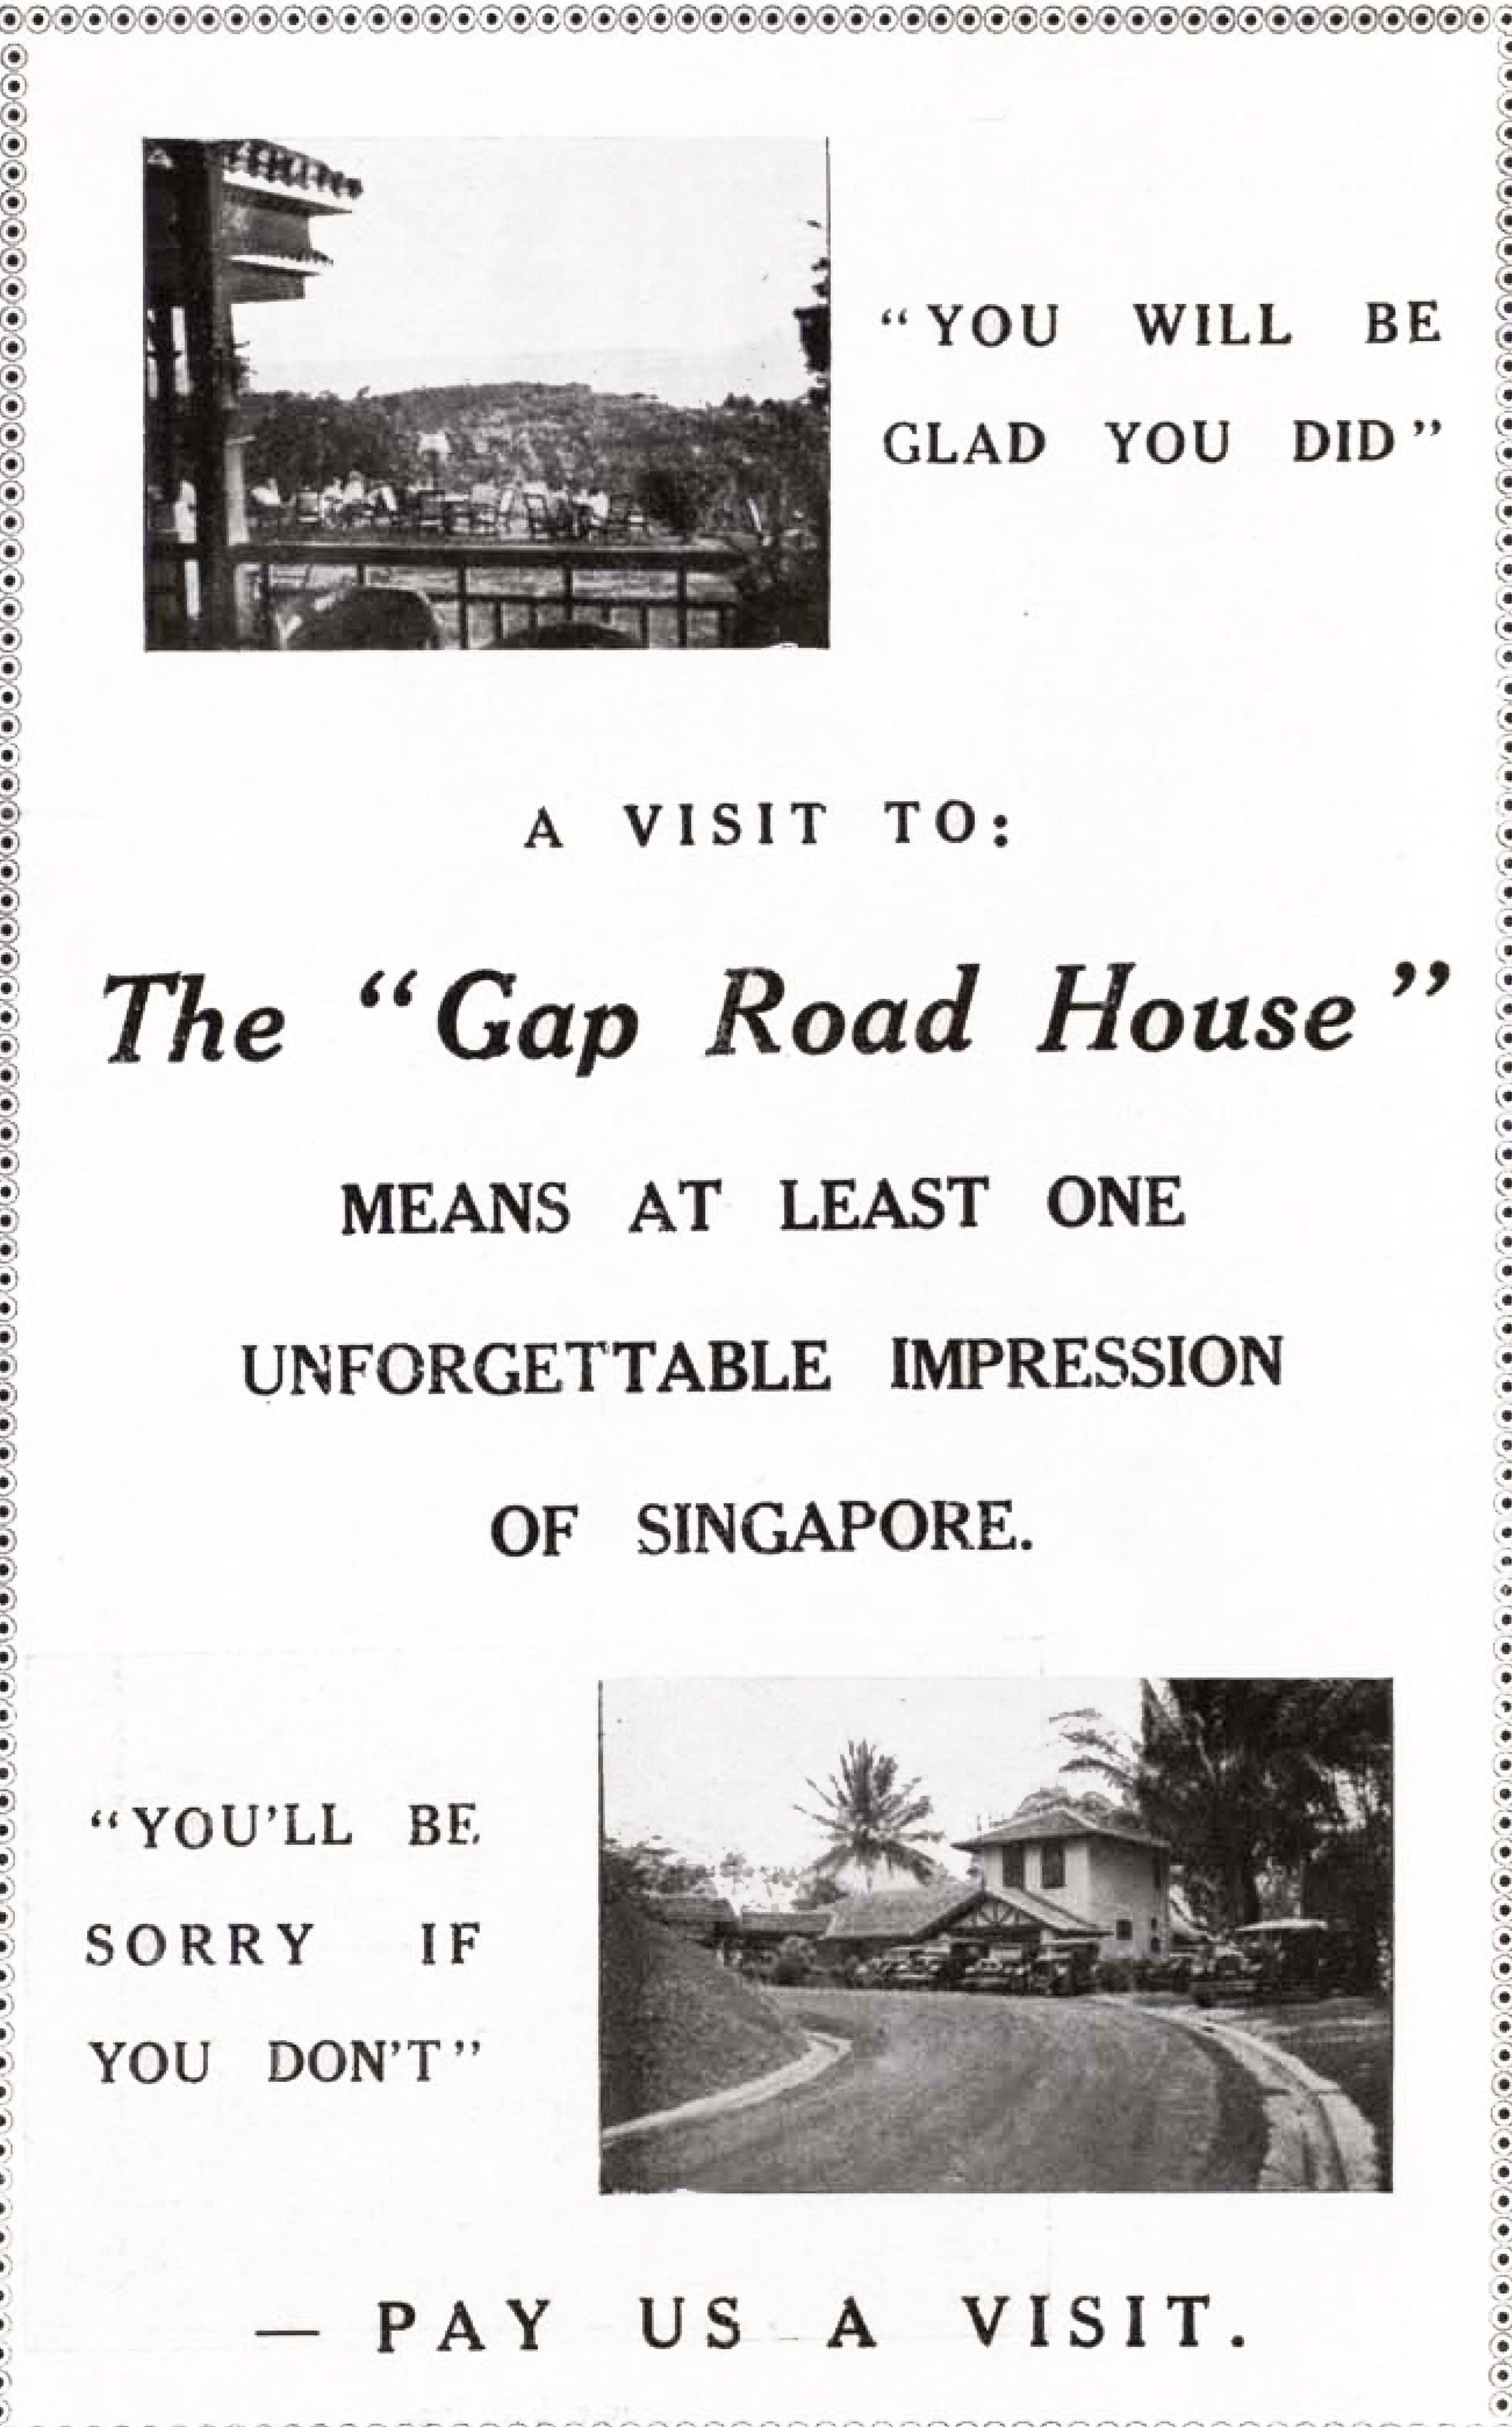 “YOU WILL BE
GLAD YOU DID”
A VISIT TO:
The “Gap Road House”
MEANS AT LEAST ONE
UNFORGETTABLE IMPRESSION
OF SINGAPORE.
“YOU’LL BE
SORRY IF
YOU DON’T”
— PAY US A VISIT.